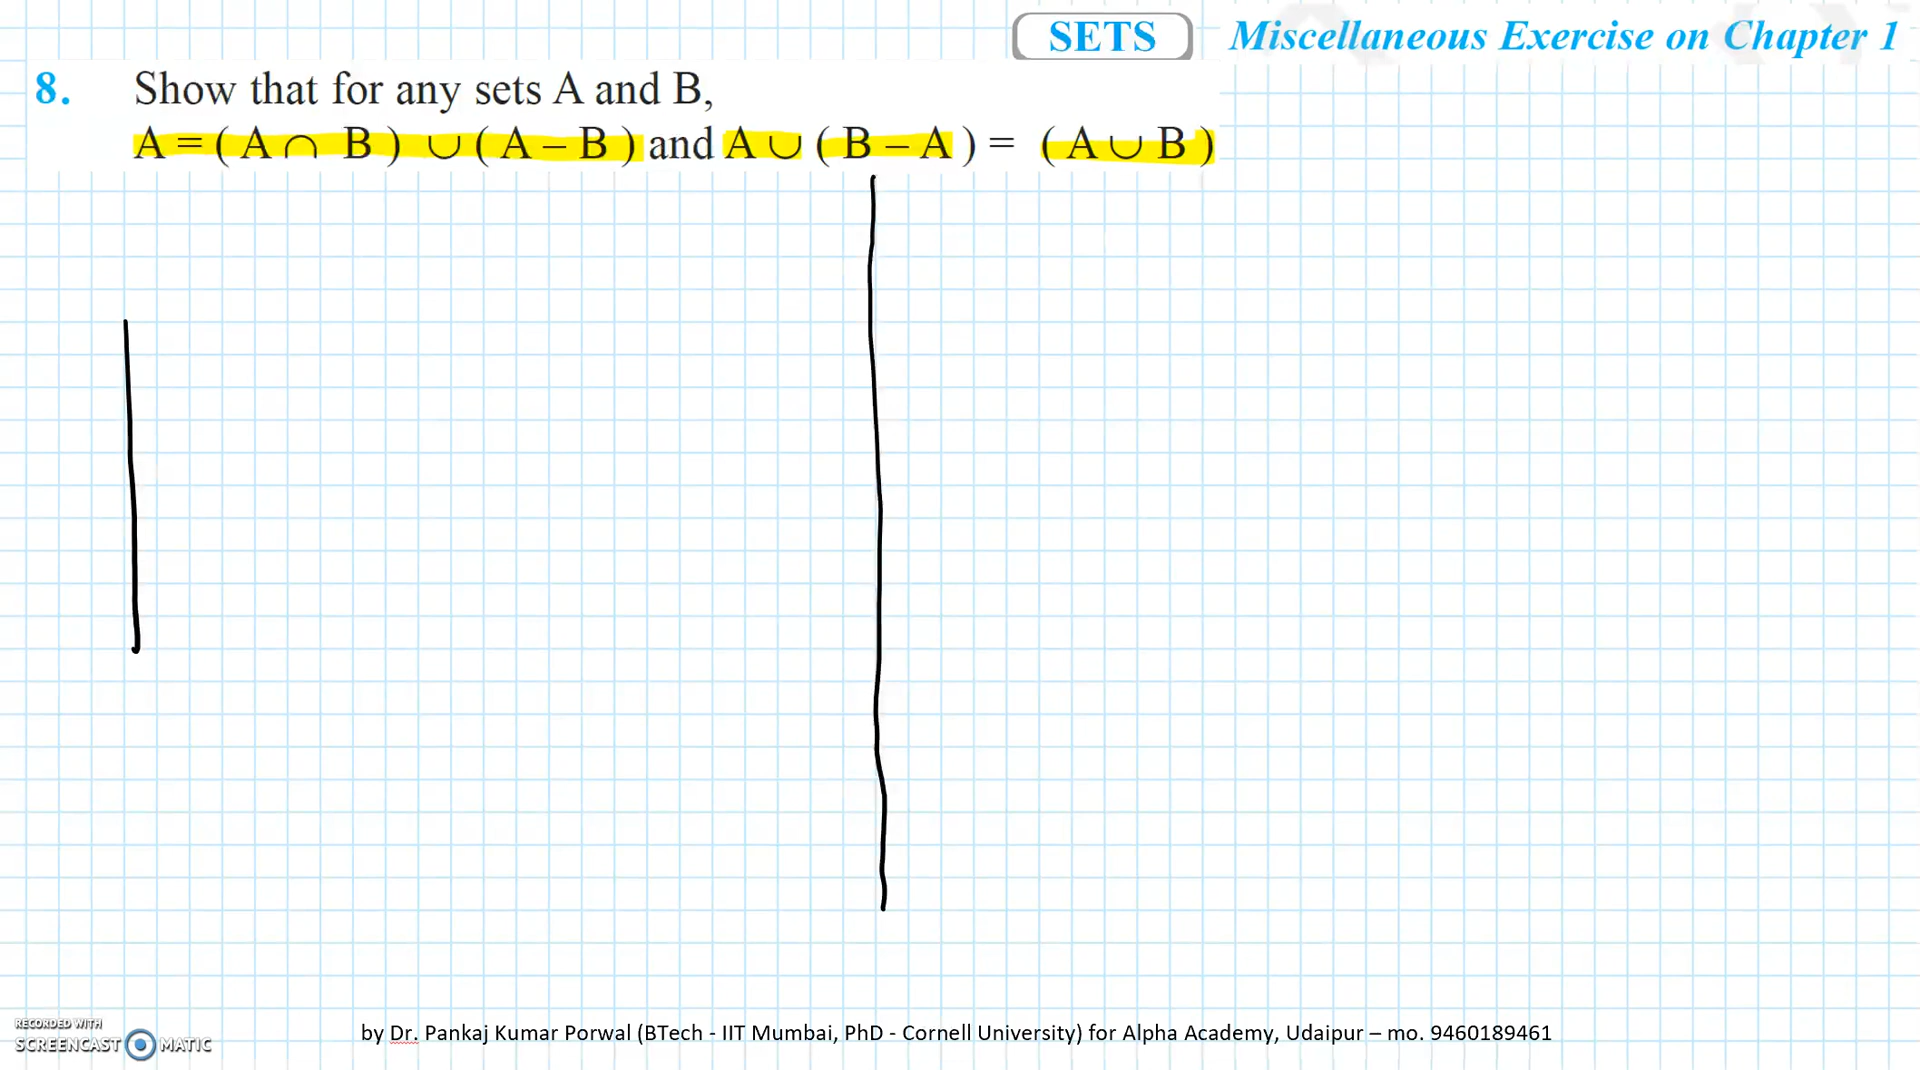 SETS Miscellaneous Exercise on Chapter 1
8. Show that for any sets A and B,
A = ( A ∩ B ) ∪ ( A – B ) and A ∪ ( B – A ) = ( A ∪ B )
RECORDED WITH
SCREENCAST MATIC
by Dr. Pankaj Kumar Porwal (BTech - IIT Mumbai, PhD - Cornell University) for Alpha Academy, Udaipur – mo. 9460189461